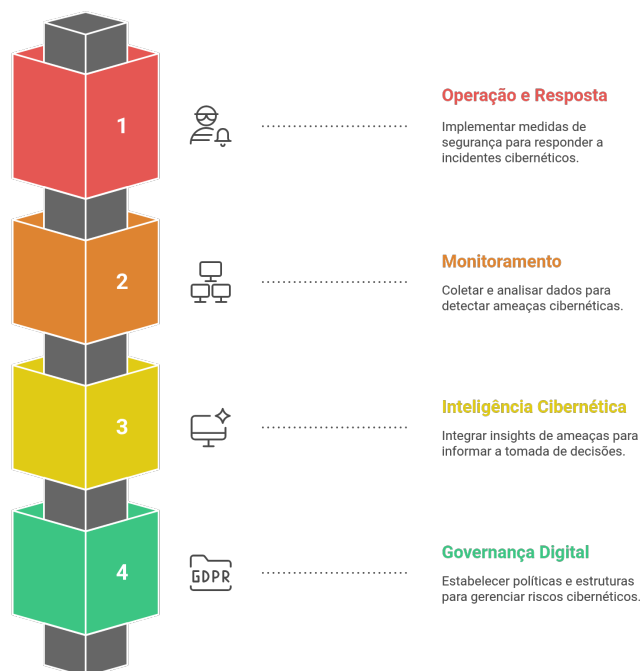 1
Operação e Resposta
Implementar medidas de
segurança para responder a
incidentes cibernéticos.
2
Monitoramento
Coletar e analisar dados para
detectar ameaças cibernéticas.
3
Inteligência Cibernética
Integrar insights de ameaças para
informar a tomada de decisões.
4
GDPR
Governança Digital
Estabelecer políticas e estruturas
para gerenciar riscos cibernéticos.